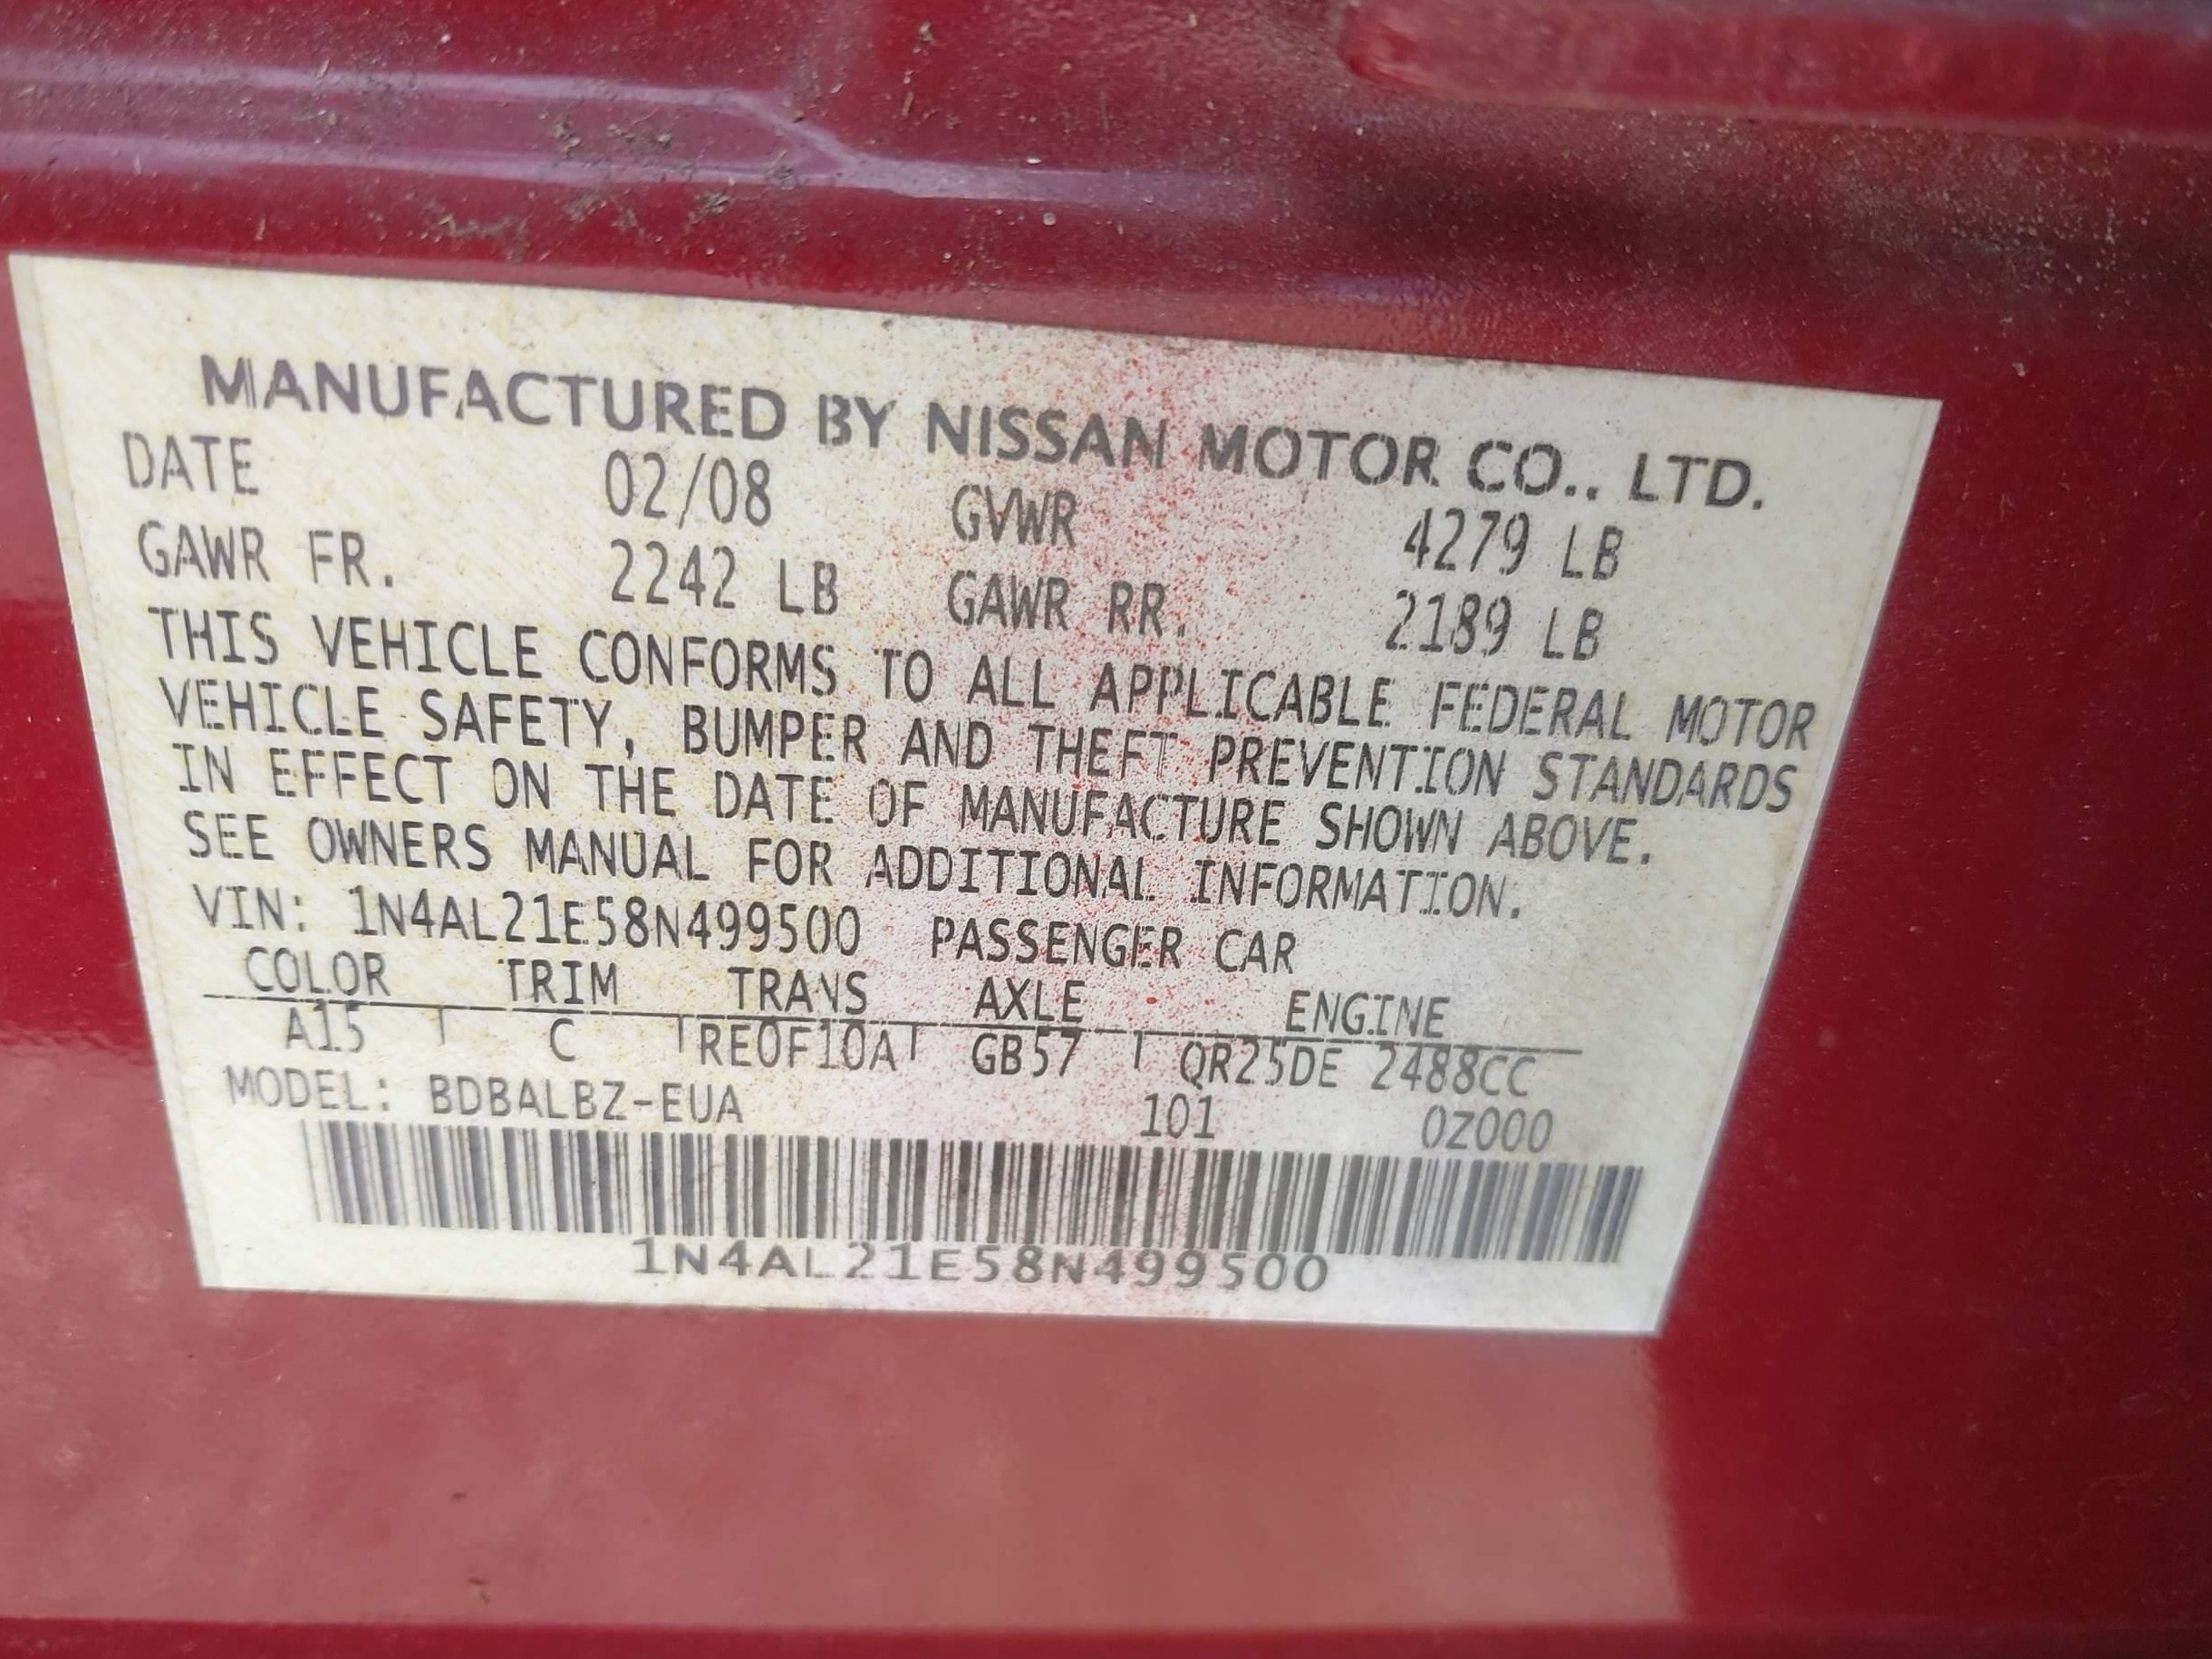 MANUFACTURED BY NISSAN MOTOR CO., LTD.
DATE 02/08 GVWR 4279 LB
GAWR FR. 2242 LB GAWR RR. 2189 LB
THIS VEHICLE CONFORMS TO ALL APPLICABLE FEDERAL MOTOR
VEHICLE SAFETY, BUMPER AND THEFT PREVENTION STANDARDS
IN EFFECT ON THE DATE OF MANUFACTURE SHOWN ABOVE.
SEE OWNERS MANUAL FOR ADDITIONAL INFORMATION.
VIN: 1N4AL21E58N499500 PASSENGER CAR
COLOR TRIM TRANS AXLE ENGINE
A15 C RE0F10A GB57 QR25DE 2488CC
MODEL: BDBALBZ-EUA 101 0Z000
1N4AL21E58N499500